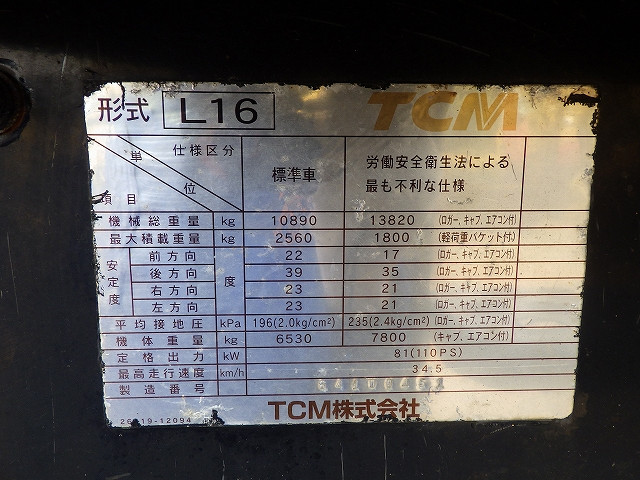 形式 L16 TCM
単位 仕様区分 項目 標準車 労働安全衛生法による
最も不利な仕様
機械総重量 kg 10890 13820 (ロガー、キャブ、エアコン付)
最大積載重量 kg 2560 1800 (軽荷重バケット付)
安定度 前方向 度 22 17 (ロガー、キャブ、エアコン付)
後方向 39 35 (ロガー、キャブ、エアコン付)
右方向 23 21 (ロガー、キャブ、エアコン付)
左方向 23 21 (ロガー、キャブ、エアコン付)
平均接地圧 kPa 196(2.0kg/cm²) 235(2.4kg/cm²) (ロガー、キャブ、エアコン付)
機体重量 kg 6530 7800 (キャブ、エアコン付)
定格出力 kW 81(110PS)
最高走行速度 km/h 34.5
製造番号
TCM株式会社